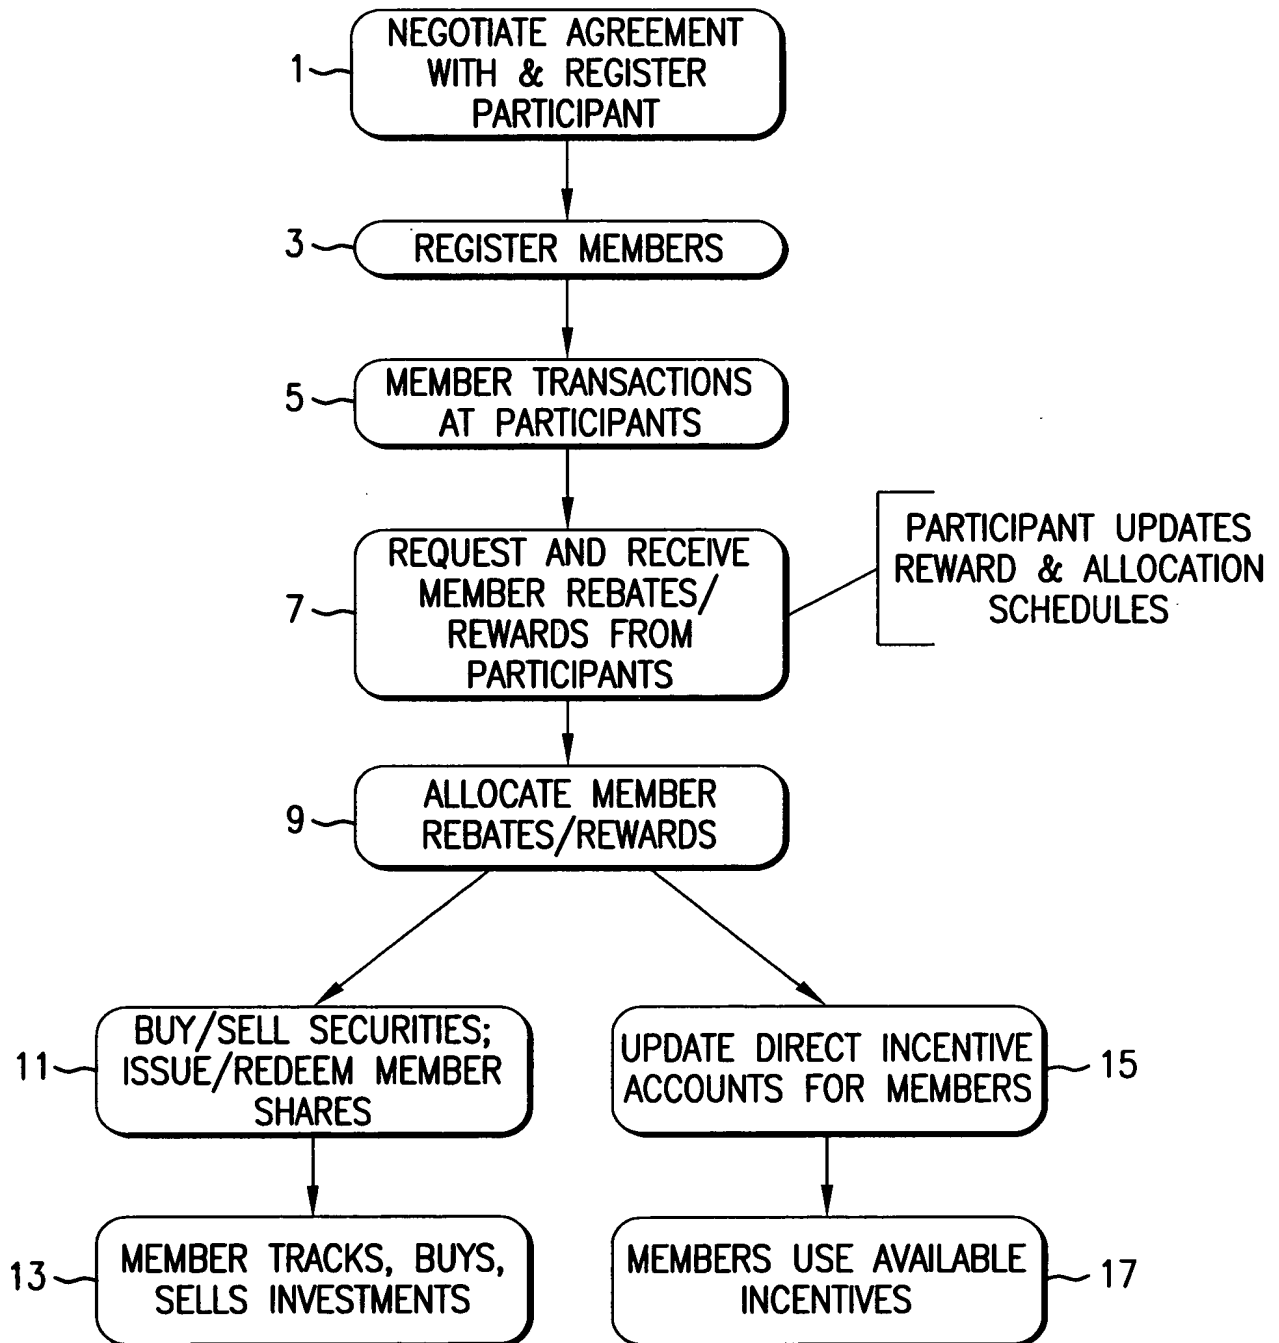 NEGOTIATE AGREEMENT
WITH & REGISTER
PARTICIPANT
1
3
REGISTER MEMBERS
5
MEMBER TRANSACTIONS
AT PARTICIPANTS
7
REQUEST AND RECEIVE
MEMBER REBATES/
REWARDS FROM
PARTICIPANTS
PARTICIPANT UPDATES
REWARD & ALLOCATION
SCHEDULES
9
ALLOCATE MEMBER
REBATES/REWARDS
11
BUY/SELL SECURITIES;
ISSUE/REDEEM MEMBER
SHARES
UPDATE DIRECT INCENTIVE
ACCOUNTS FOR MEMBERS
15
13
MEMBER TRACKS, BUYS,
SELLS INVESTMENTS
MEMBERS USE AVAILABLE
INCENTIVES
17